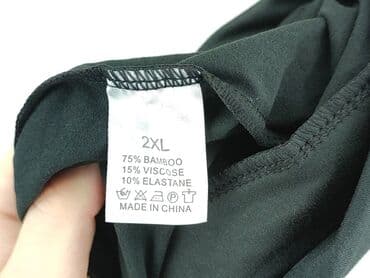 2XL
75% BAMBOO
15% VISCOSE
10% ELASTANE
MADE IN CHINA